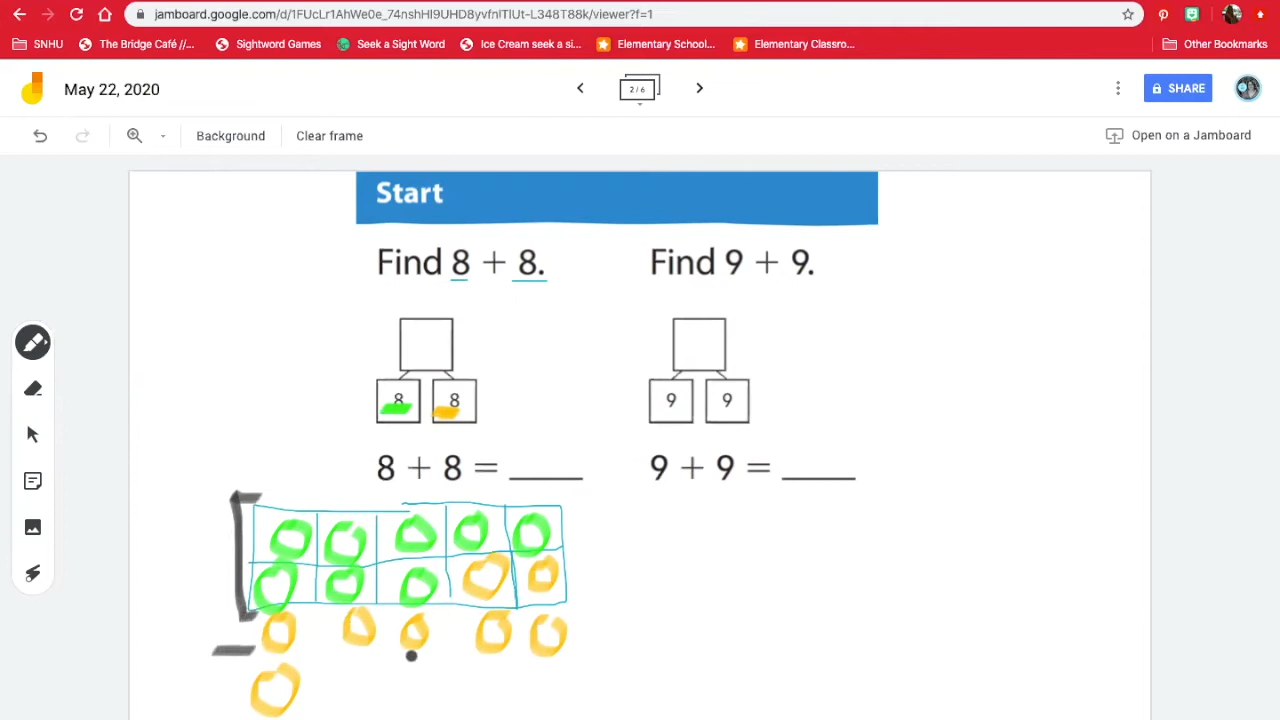 jamboard.google.com/d/1FUcLr1AhWe0e_74nshHI9UHD8yvfnITlUt-L348T88k/viewer?f=1
SNHU
The Bridge Café //...
Sightword Games
Seek a Sight Word
Ice Cream seek a si...
Elementary School...
Elementary Classro...
Other Bookmarks
May 22, 2020
2 / 6
SHARE
Background
Clear frame
Open on a Jamboard
Start
Find 8 + 8.
Find 9 + 9.
8 8
9 9
8 + 8 = ____
9 + 9 = ____